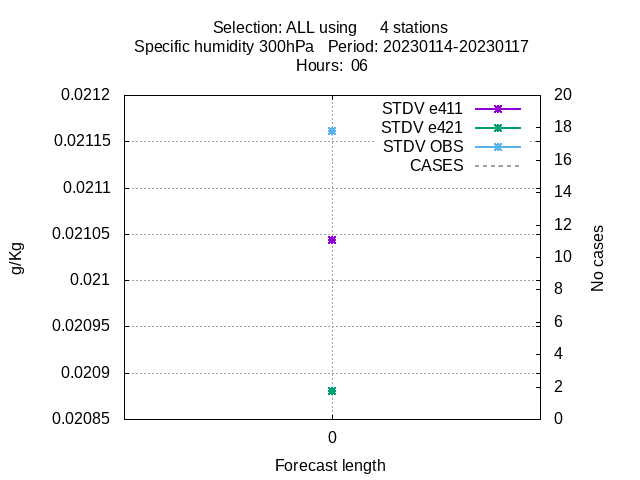 Selection: ALL using     4 stations
Specific humidity 300hPa   Period: 20230114-20230117
Hours:  06
0.0212
0.02115
0.0211
0.02105
0.021
0.02095
0.0209
0.02085
g/Kg
STDV e411
STDV e421
STDV OBS
CASES
20
18
16
14
12
10
8
6
4
2
0
No cases
0
Forecast length